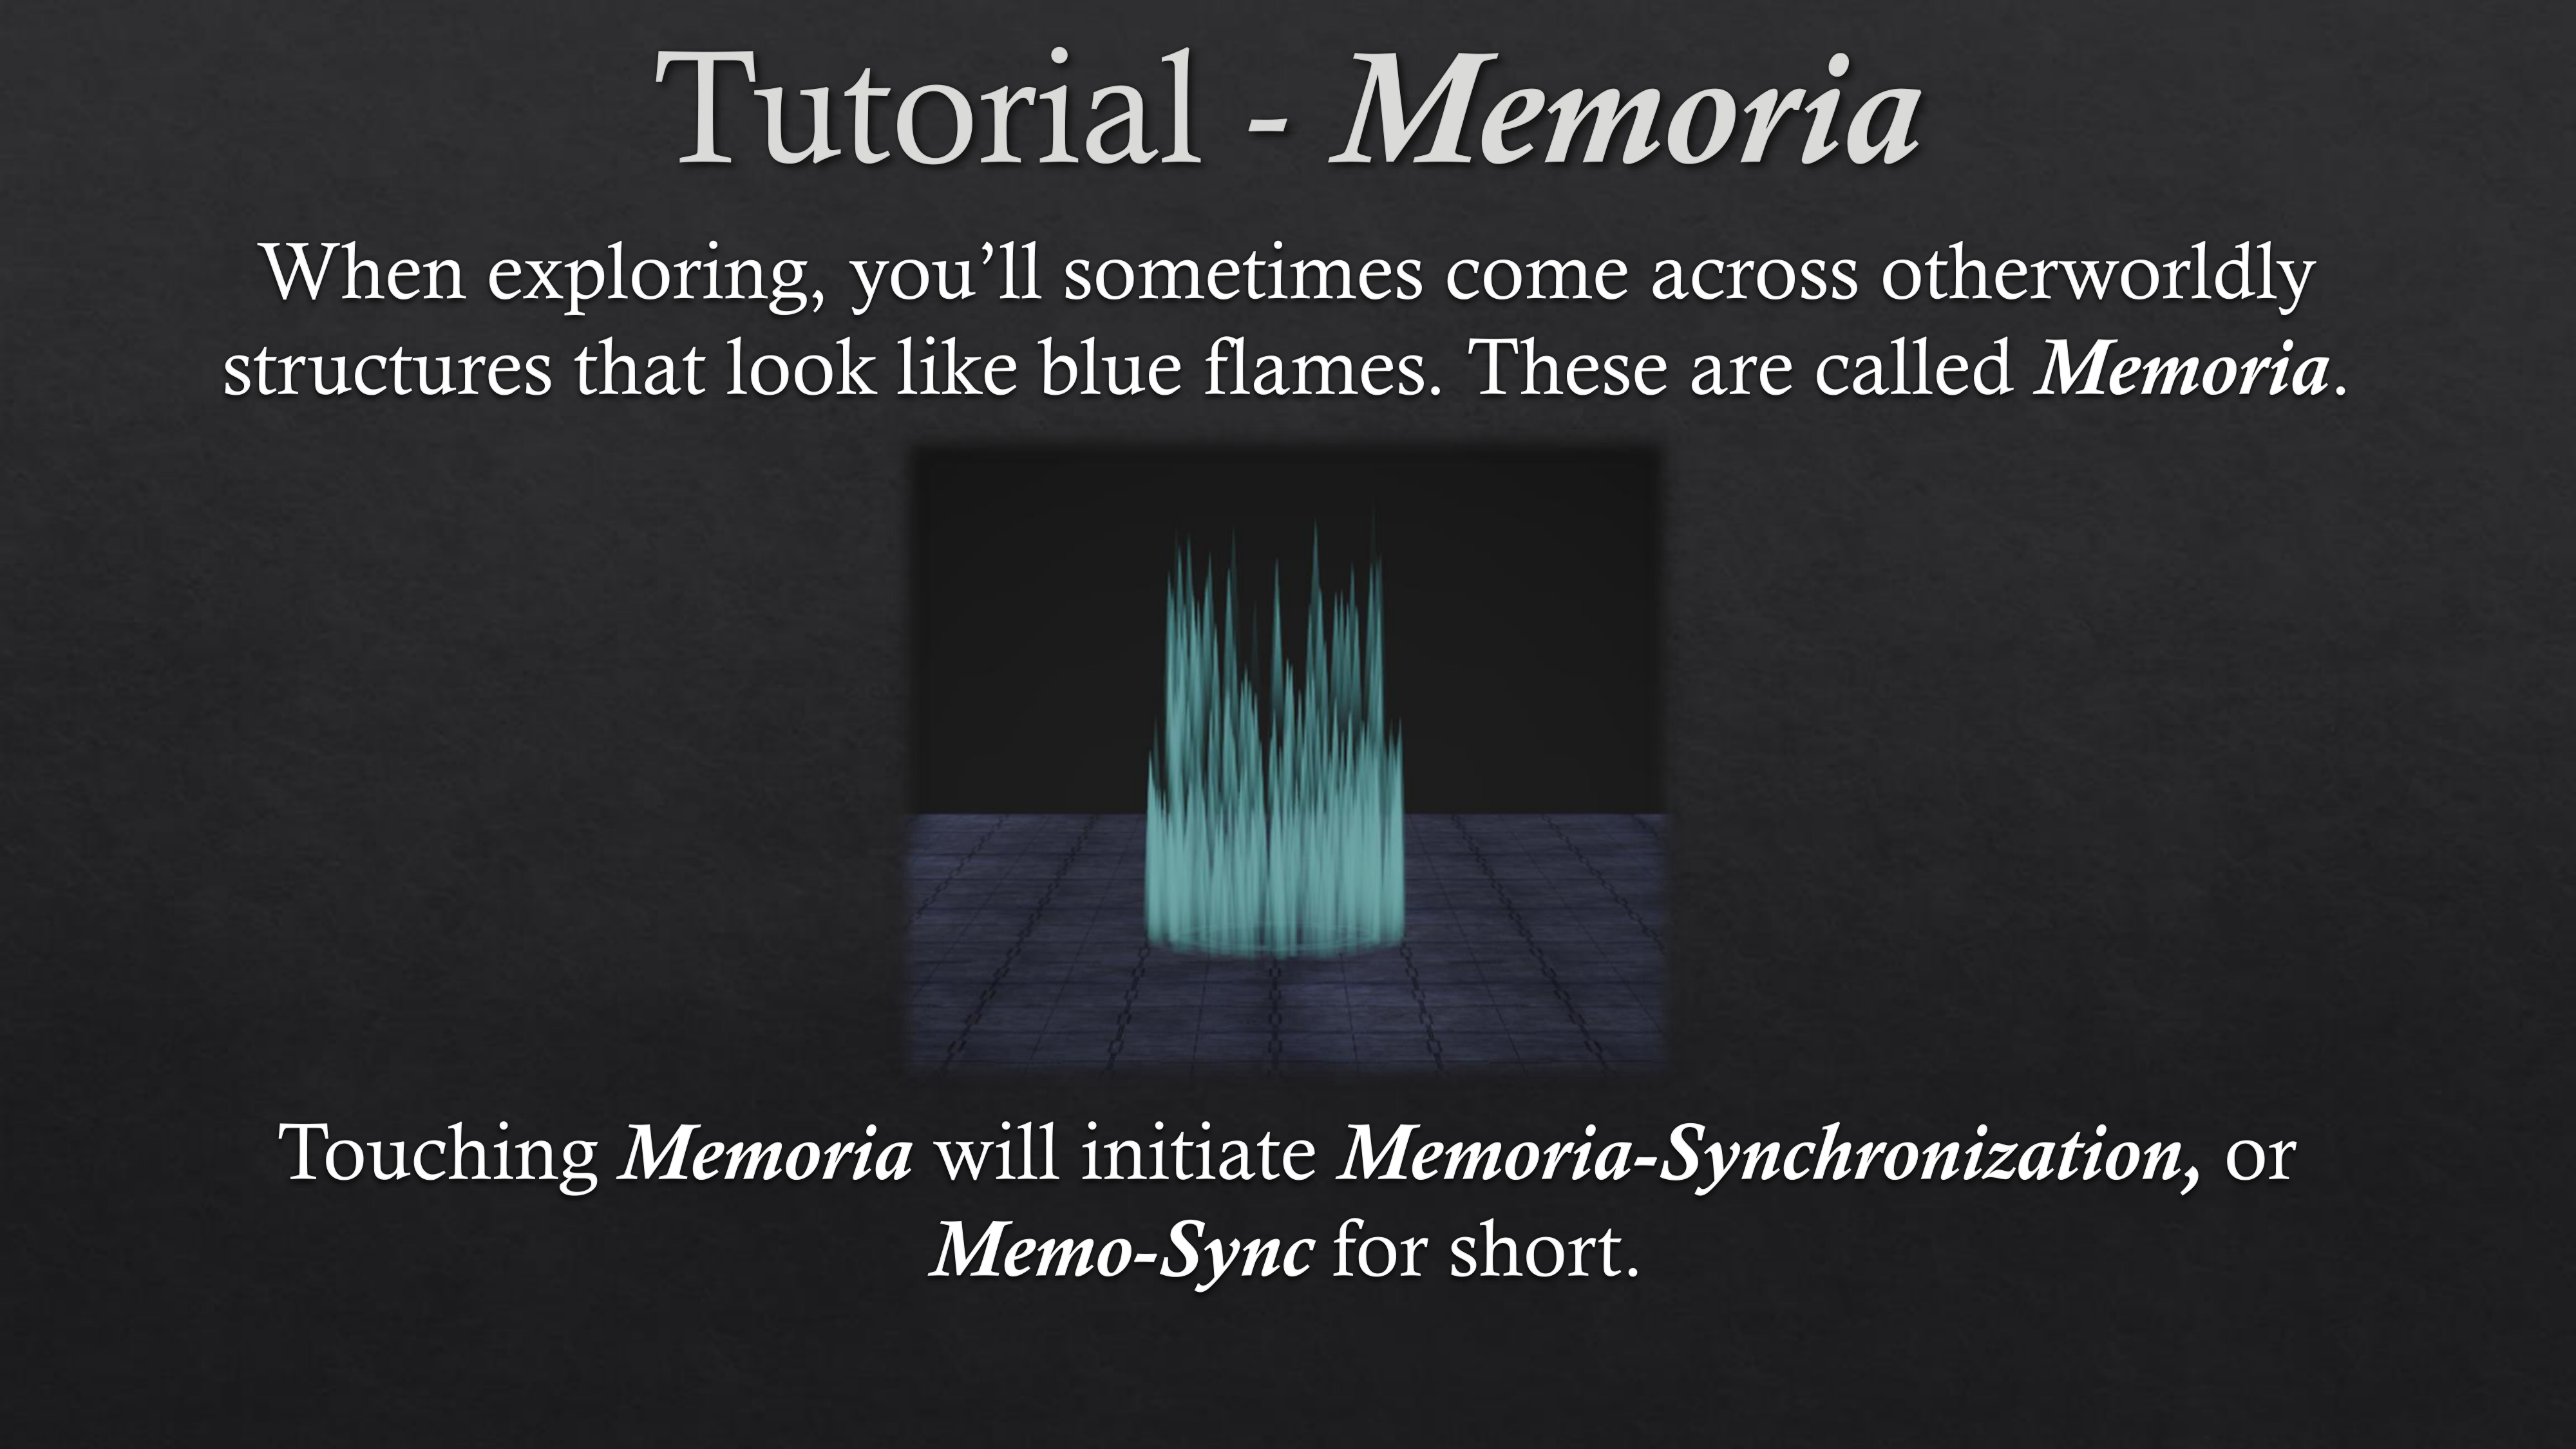 Tutorial - Memoria
When exploring, you’ll sometimes come across otherworldly
structures that look like blue flames. These are called Memoria.
Touching Memoria will initiate Memoria-Synchronization, or
Memo-Sync for short.